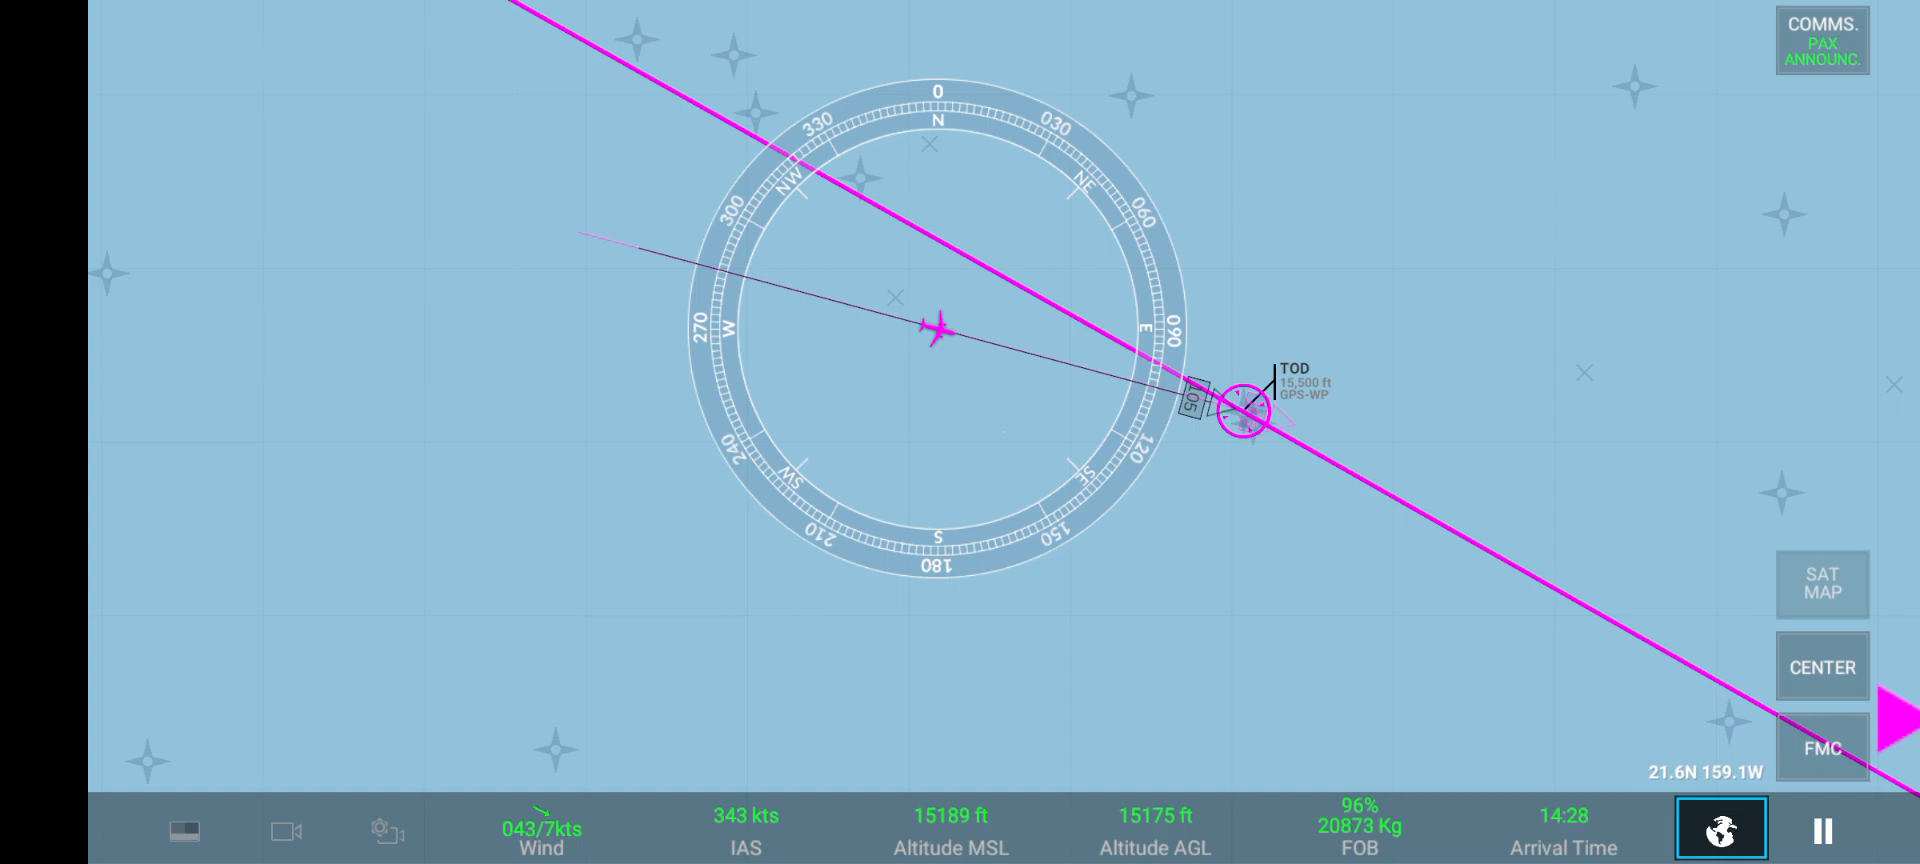 COMMS.
PAX
ANNOUNC.
0
N
330
030
NW
NE
300
060
270
W
E
090
105
TOD
15,500 ft
GPS-WP
240
120
SW
SE
210
150
S
180
SAT
MAP
CENTER
FMC
21.6N 159.1W
043/7kts
Wind
343 kts
IAS
15189 ft
Altitude MSL
15175 ft
Altitude AGL
96%
20873 Kg
FOB
14:28
Arrival Time